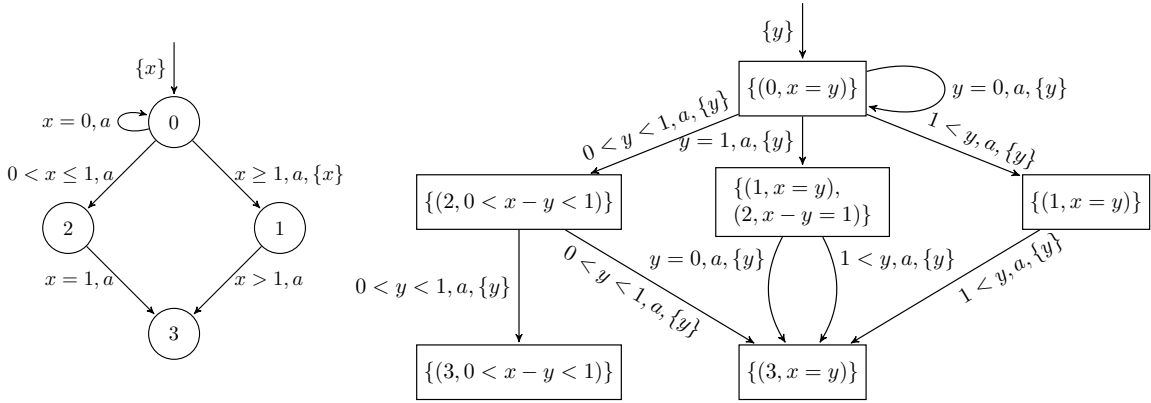 {x}
0
x = 0, a
0 < x ≤ 1, a
x ≥ 1, a, {x}
2
1
x = 1, a
x > 1, a
3
{y}
{(0, x = y)}
y = 0, a, {y}
0 < y < 1, a, {y}
y = 1, a, {y}
1 < y, a, {y}
{(2, 0 < x − y < 1)}
{(1, x = y),
(2, x − y = 1)}
{(1, x = y)}
0 < y < 1, a, {y}
0 < y < 1, a, {y}
y = 0, a, {y}
1 < y, a, {y}
1 < y, a, {y}
{(3, 0 < x − y < 1)}
{(3, x = y)}